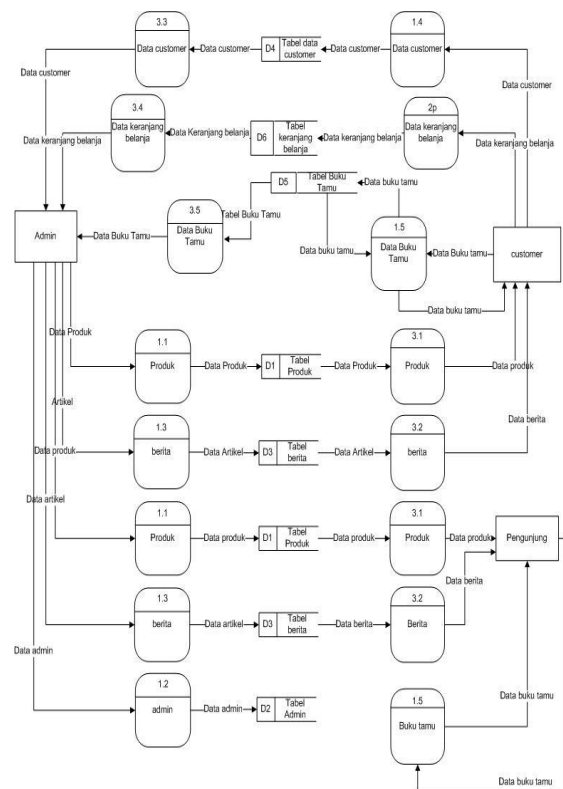 3.3
Data customer
Data customer
D4
Tabel data
customer
Data customer
1.4
Data customer
Data customer
Data customer
Data customer
3.4
Data keranjang
belanja
Data Keranjang belanja
D6
Tabel
keranjang
belanja
Data keranjang belanja
2p
Data keranjang
belanja
Data keranjang belanja
Data keranjang belanja
D5
Tabel Buku
Tamu
Data buku tamu
3.5
Data Buku
Tamu
Tabel Buku Tamu
1.5
Data Buku
Tamu
Admin
Data Buku Tamu
Data buku tamu
Data Buku Tamu
customer
Data buku tamu
Data Produk
1.1
Produk
Data Produk
D1
Tabel
Produk
Data Produk
3.1
Produk
Data produk
Artikel
1.3
berita
Data Artikel
D3
Tabel
berita
Data Artikel
3.2
berita
Data berita
Data produk
Data artikel
1.1
Produk
Data produk
D1
Tabel
Produk
Data produk
3.1
Produk
Data produk
Pengunjung
Data berita
1.3
berita
Data artikel
D3
Tabel
berita
Data berita
3.2
Berita
Data admin
1.2
admin
Data admin
D2
Tabel
Admin
1.5
Buku tamu
Data buku tamu
Data buku tamu